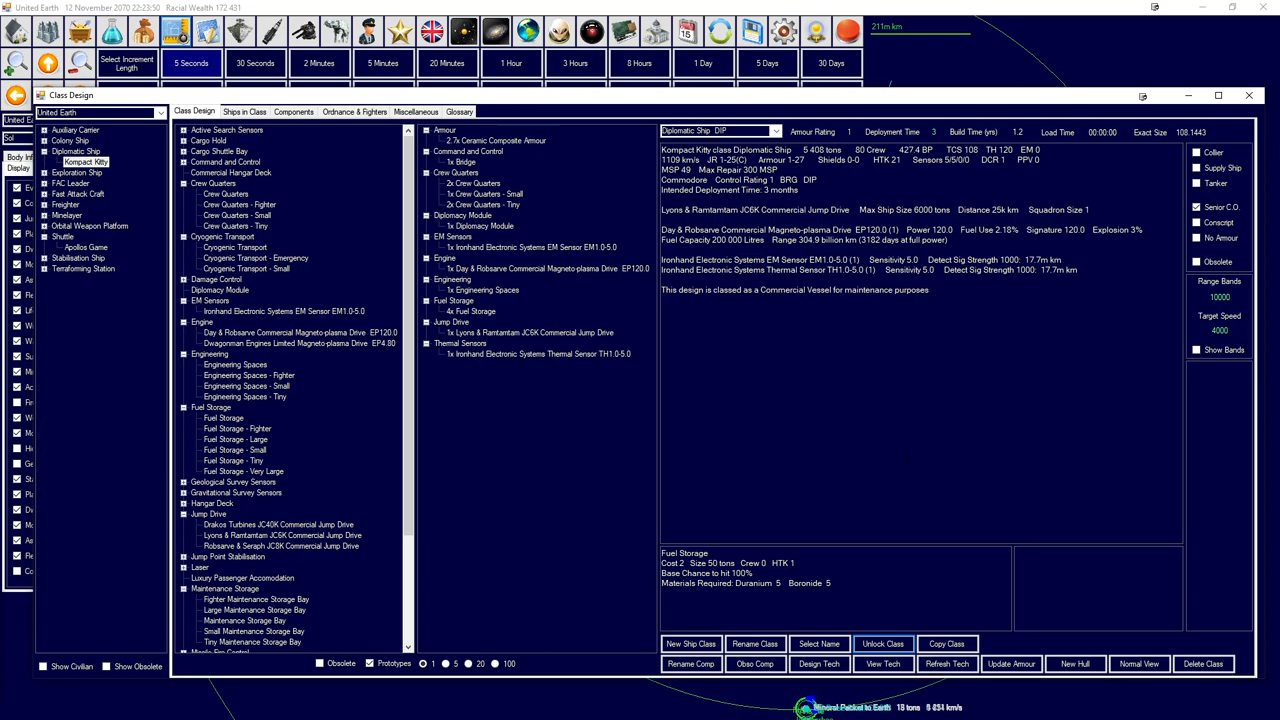 United Earth 12 November 2070 22:23:50 Racial Wealth 172 431
211m km
Select Increment Length
5 Seconds
30 Seconds
2 Minutes
5 Minutes
20 Minutes
1 Hour
3 Hours
8 Hours
1 Day
5 Days
30 Days
Class Design
United Earth
Class Design
Ships in Class
Components
Ordnance & Fighters
Miscellaneous
Glossary
Auxiliary Carrier
Colony Ship
Diplomatic Ship
Kompact Kitty
Exploration Ship
FAC Leader
Fast Attack Craft
Freighter
Minelayer
Orbital Weapon Platform
Shuttle
Apollos Game
Stabilisation Ship
Terraforming Station
Show Civilian
Show Obsolete
Active Search Sensors
Cargo Hold
Cargo Shuttle Bay
Command and Control
Commercial Hangar Deck
Crew Quarters
Crew Quarters
Crew Quarters - Fighter
Crew Quarters - Small
Crew Quarters - Tiny
Cryogenic Transport
Cryogenic Transport
Cryogenic Transport - Emergency
Cryogenic Transport - Small
Damage Control
Diplomacy Module
EM Sensors
Ironhand Electronic Systems EM Sensor EM1.0-5.0
Engine
Day & Robsarve Commercial Magneto-plasma Drive EP120.0
Dwagonman Engines Limited Magneto-plasma Drive EP4.80
Engineering
Engineering Spaces
Engineering Spaces - Fighter
Engineering Spaces - Small
Engineering Spaces - Tiny
Fuel Storage
Fuel Storage
Fuel Storage - Fighter
Fuel Storage - Large
Fuel Storage - Small
Fuel Storage - Tiny
Fuel Storage - Very Large
Geological Survey Sensors
Gravitational Survey Sensors
Hangar Deck
Jump Drive
Drakos Turbines JC40K Commercial Jump Drive
Lyons & Ramtamtam JC6K Commercial Jump Drive
Robsarve & Seraph JC8K Commercial Jump Drive
Jump Point Stabilisation
Laser
Luxury Passenger Accomodation
Maintenance Storage
Fighter Maintenance Storage Bay
Large Maintenance Storage Bay
Maintenance Storage Bay
Small Maintenance Storage Bay
Tiny Maintenance Storage Bay
Missile Fire Control
Obsolete
Prototypes
1
5
20
100
Armour
2.7x Ceramic Composite Armour
Command and Control
1x Bridge
Crew Quarters
2x Crew Quarters
1x Crew Quarters - Small
2x Crew Quarters - Tiny
Diplomacy Module
1x Diplomacy Module
EM Sensors
1x Ironhand Electronic Systems EM Sensor EM1.0-5.0
Engine
1x Day & Robsarve Commercial Magneto-plasma Drive EP120.0
Engineering
1x Engineering Spaces
Fuel Storage
4x Fuel Storage
Jump Drive
1x Lyons & Ramtamtam JC6K Commercial Jump Drive
Thermal Sensors
1x Ironhand Electronic Systems Thermal Sensor TH1.0-5.0
Diplomatic Ship DIP
Armour Rating 1 Deployment Time 3 Build Time (yrs) 1.2 Load Time 00:00:00 Exact Size 108.1443
Kompact Kitty class Diplomatic Ship 5 408 tons 80 Crew 427.4 BP TCS 108 TH 120 EM 0
1109 km/s JR 1-25(C) Armour 1-27 Shields 0-0 HTK 21 Sensors 5/5/0/0 DCR 1 PPV 0
MSP 49 Max Repair 300 MSP
Commodore Control Rating 1 BRG DIP
Intended Deployment Time: 3 months
Lyons & Ramtamtam JC6K Commercial Jump Drive Max Ship Size 6000 tons Distance 25k km Squadron Size 1
Day & Robsarve Commercial Magneto-plasma Drive EP120.0 (1) Power 120.0 Fuel Use 2.18% Signature 120.0 Explosion 3%
Fuel Capacity 200 000 Litres Range 304.9 billion km (3182 days at full power)
Ironhand Electronic Systems EM Sensor EM1.0-5.0 (1) Sensitivity 5.0 Detect Sig Strength 1000: 17.7m km
Ironhand Electronic Systems Thermal Sensor TH1.0-5.0 (1) Sensitivity 5.0 Detect Sig Strength 1000: 17.7m km
This design is classed as a Commercial Vessel for maintenance purposes
Fuel Storage
Cost 2 Size 50 tons Crew 0 HTK 1
Base Chance to hit 100%
Materials Required: Duranium 5 Boronide 5
Collier
Supply Ship
Tanker
Senior C.O.
Conscript
No Armour
Obsolete
Range Bands
10000
Target Speed
4000
Show Bands
New Ship Class
Rename Class
Select Name
Unlock Class
Copy Class
Rename Comp
Obso Comp
Design Tech
View Tech
Refresh Tech
Update Armour
New Hull
Normal View
Delete Class
Sol
Body Inf
Display
Mineral Packet to Earth 18 tons